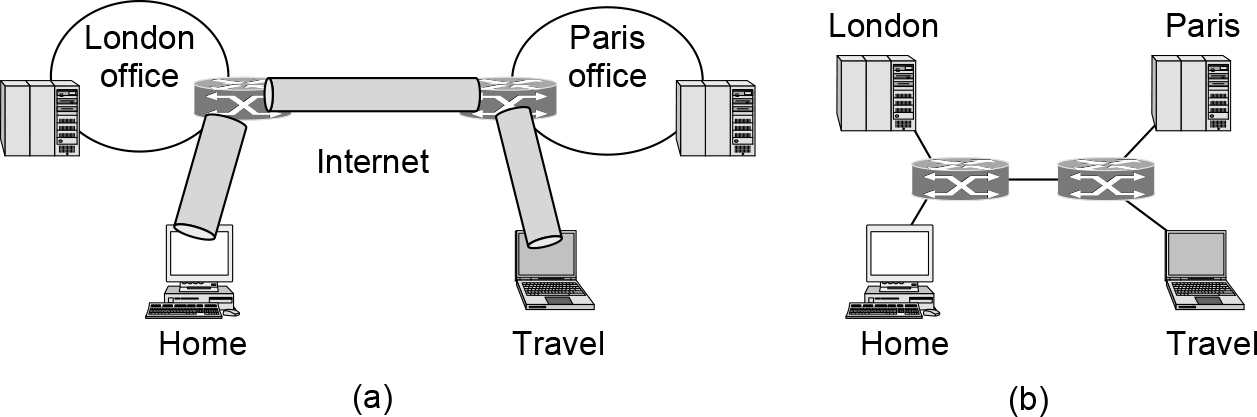 London
office
Paris
office
Internet
Home
Travel
(a)
London
Paris
Home
Travel
(b)